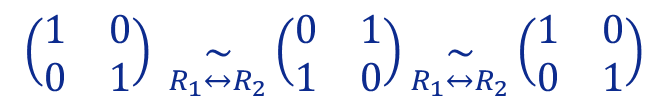 (1 0 0 1) ~ R₁↔R₂ (0 1 1 0) ~ R₁↔R₂ (1 0 0 1)